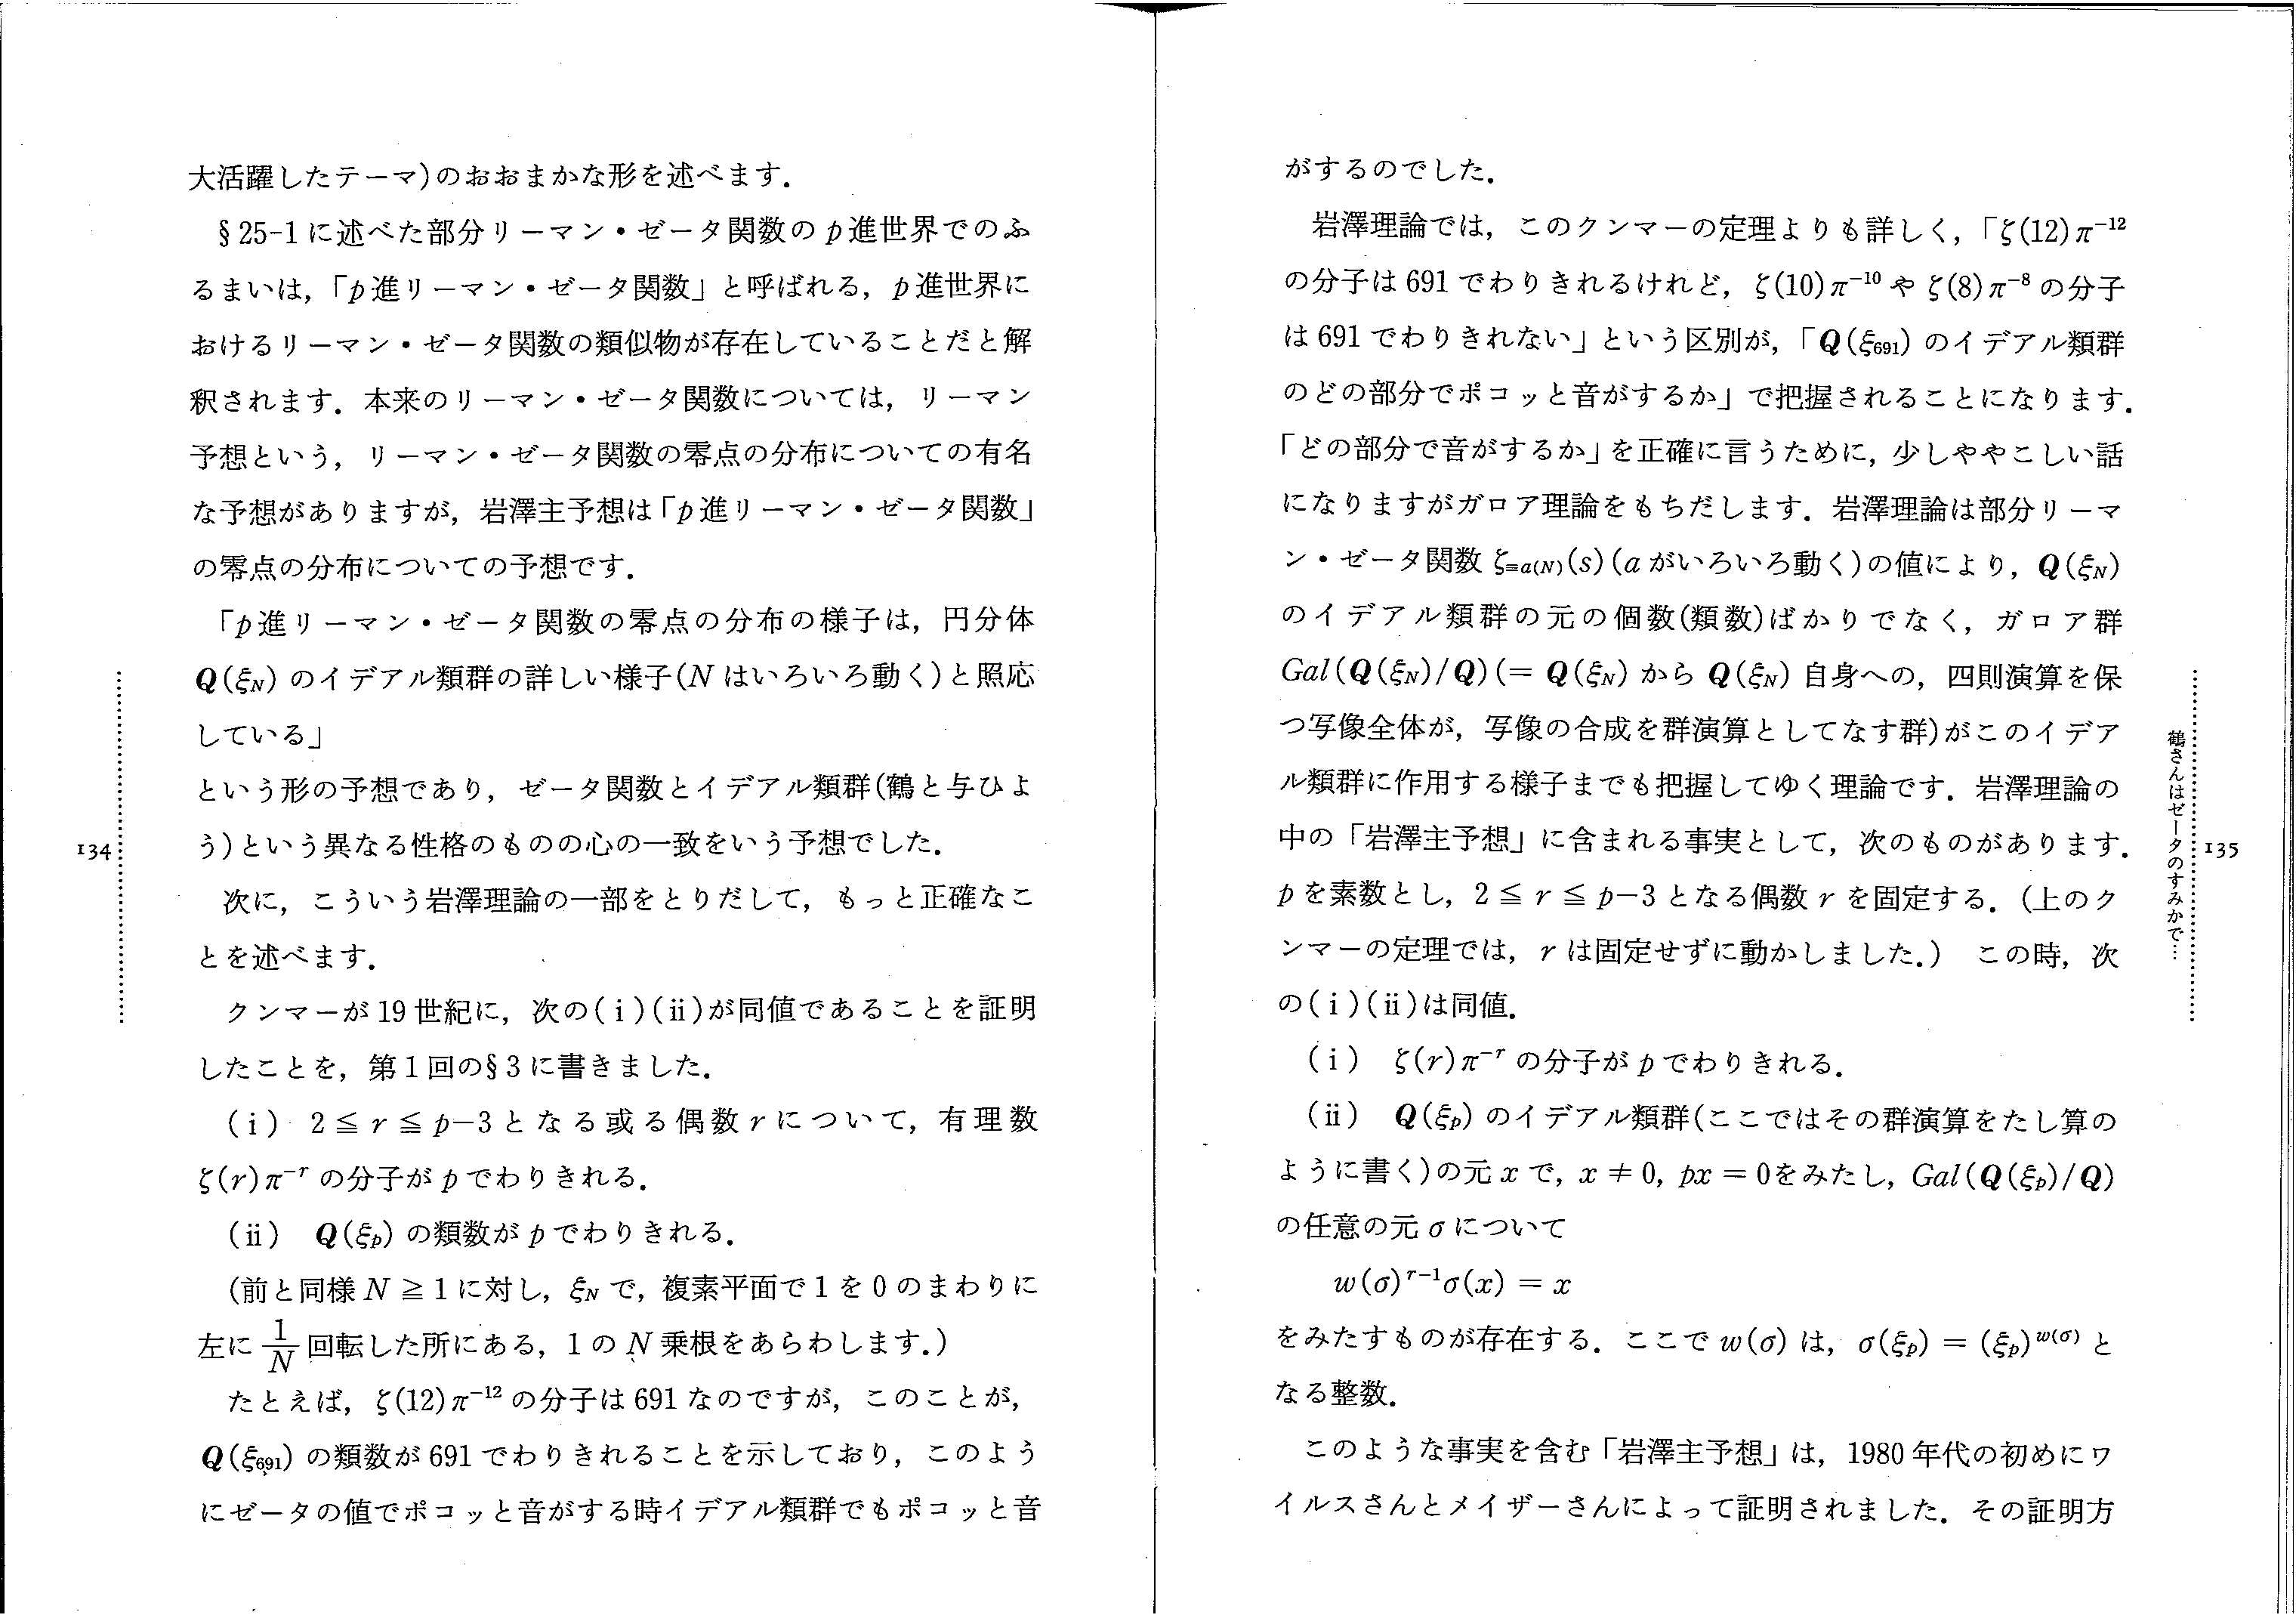 大活躍したテーマ)のおおまかな形を述べます.
§25-1に述べた部分リーマン・ゼータ関数のp進世界でのふ
るまいは,「p進リーマン・ゼータ関数」と呼ばれる, p進世界に
おけるリーマン・ゼータ関数の類似物が存在していることだと解
釈されます. 本来のリーマン・ゼータ関数については, リーマン
予想という, リーマン・ゼータ関数の零点の分布についての有名
な予想がありますが, 岩澤主予想は「p進リーマン・ゼータ関数」
の零点の分布についての予想です.
「p進リーマン・ゼータ関数の零点の分布の様子は, 円分体
Q(ξ_N) のイデアル類群の詳しい様子(Nはいろいろ動く)と照応
している」
という形の予想であり, ゼータ関数とイデアル類群(鶴と与ひょ
う)という異なる性格のものの心の一致をいう予想でした.
次に, こういう岩澤理論の一部をとりだして, もっと正確なこ
とを述べます.
クンマーが19世紀に, 次の(i)(ii)が同値であることを証明
したことを, 第1回の§3に書きました.
(i) 2≦r≦p−3となる或る偶数rについて, 有理数
ζ(r)π^{−r} の分子がpでわりきれる.
(ii) Q(ξ_p) の類数がpでわりきれる.
(前と同様N≧1に対し, ξ_Nで, 複素平面で1を0のまわりに
左に 1/N 回転した所にある, 1のN乗根をあらわします.)
たとえば, ζ(12)π^{−12} の分子は691なのですが, このことが,
Q(ξ_{691}) の類数が691でわりきれることを示しており, このよう
にゼータの値でポコッと音がする時イデアル類群でもポコッと音
134
がするのでした.
岩澤理論では, このクンマーの定理よりも詳しく,「ζ(12)π^{−12}
の分子は691でわりきれるけれど, ζ(10)π^{−10} や ζ(8)π^{−8} の分子
は691でわりきれない」という区別が,「Q(ξ_{691}) のイデアル類群
のどの部分でポコッと音がするか」で把握されることになります.
「どの部分で音がするか」を正確に言うために, 少しややこしい話
になりますがガロア理論をもちだします. 岩澤理論は部分リーマ
ン・ゼータ関数 ζ_{≡a(N)}(s)(aがいろいろ動く)の値により, Q(ξ_N)
のイデアル類群の元の個数(類数)ばかりでなく, ガロア群
Gal(Q(ξ_N)/Q)(= Q(ξ_N) から Q(ξ_N) 自身への, 四則演算を保
つ写像全体が, 写像の合成を群演算としてなす群)がこのイデア
ル類群に作用する様子までも把握してゆく理論です. 岩澤理論の
中の「岩澤主予想」に含まれる事実として, 次のものがあります.
pを素数とし, 2≦r≦p−3となる偶数rを固定する. (上のク
ンマーの定理では, rは固定せずに動かしました.) この時, 次
の(i)(ii)は同値.
(i) ζ(r)π^{−r} の分子がpでわりきれる.
(ii) Q(ξ_p) のイデアル類群(ここではその群演算をたし算の
ように書く)の元xで, x ≠ 0, px = 0をみたし, Gal(Q(ξ_p)/Q)
の任意の元σについて
w(σ)^{r−1}σ(x) = x
をみたすものが存在する. ここでw(σ) は, σ(ξ_p) = (ξ_p)^{w(σ)} と
なる整数.
このような事実を含む「岩澤主予想」は, 1980年代の初めにワ
イルスさんとメイザーさんによって証明されました. その証明方
鶴さんはゼータのすみかで…
135